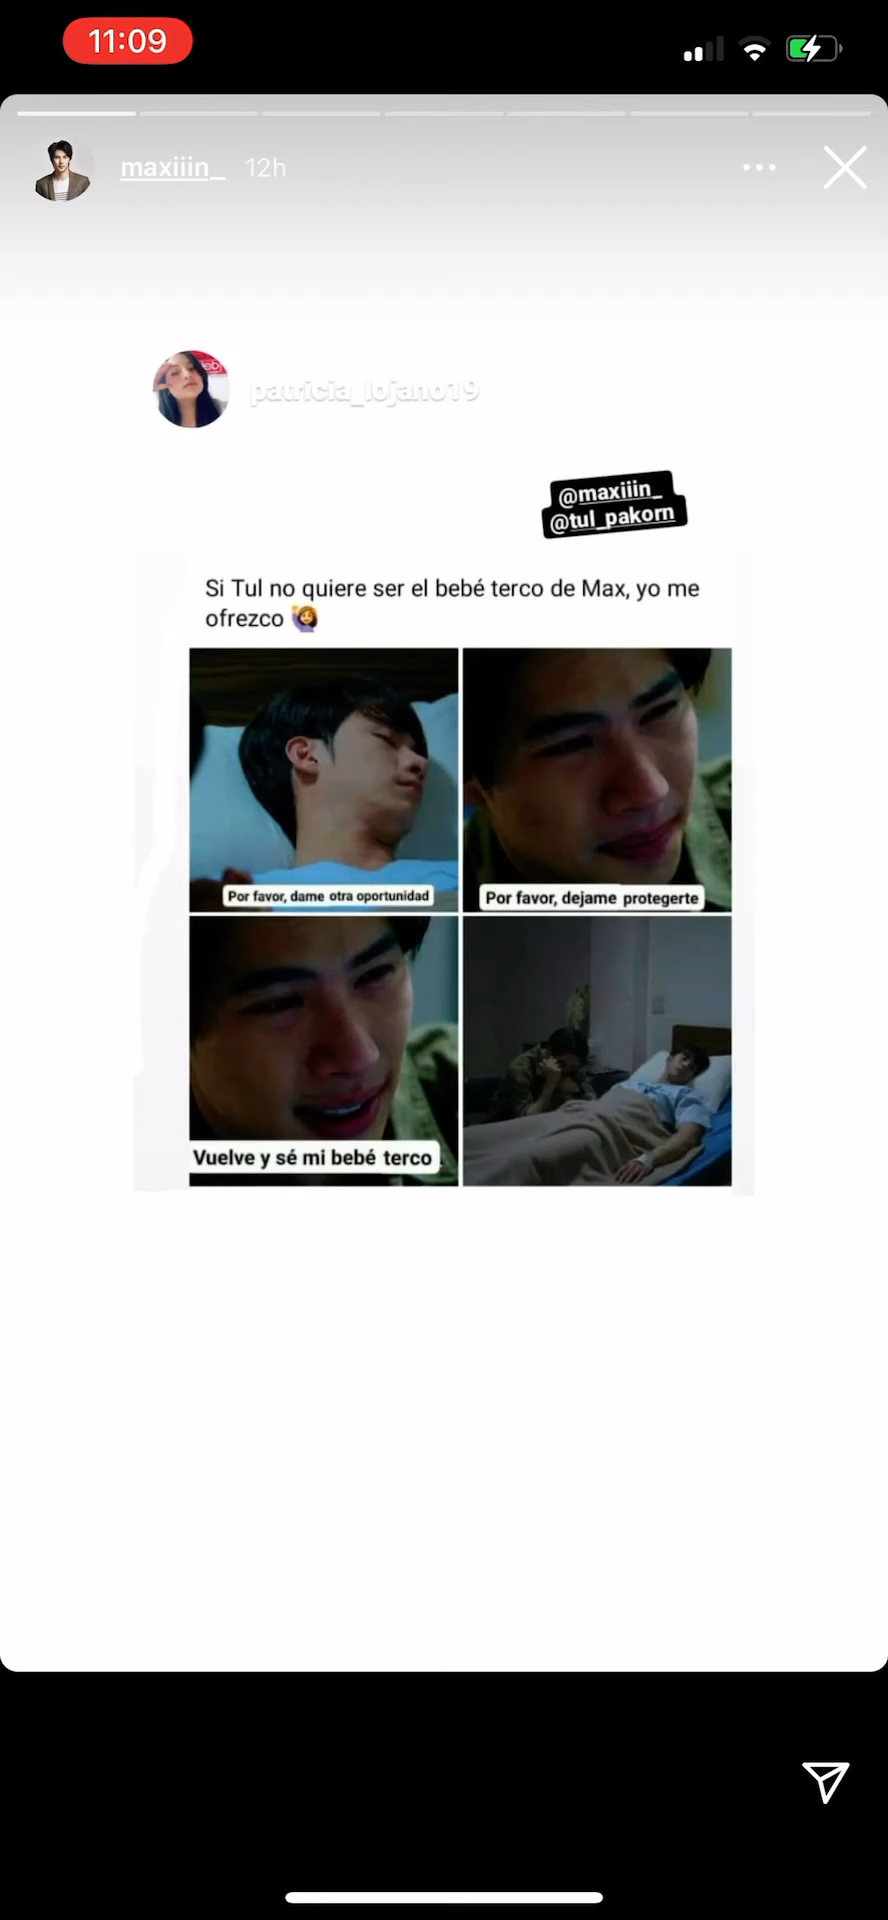 11:09
maxiiin_ 12h
patricia_lojano19
@maxiiin_
@tul_pakorn
Si Tul no quiere ser el bebé terco de Max, yo me
ofrezco 🙋‍♀️
Por favor, dame otra oportunidad
Por favor, dejame protegerte
Vuelve y sé mi bebé terco